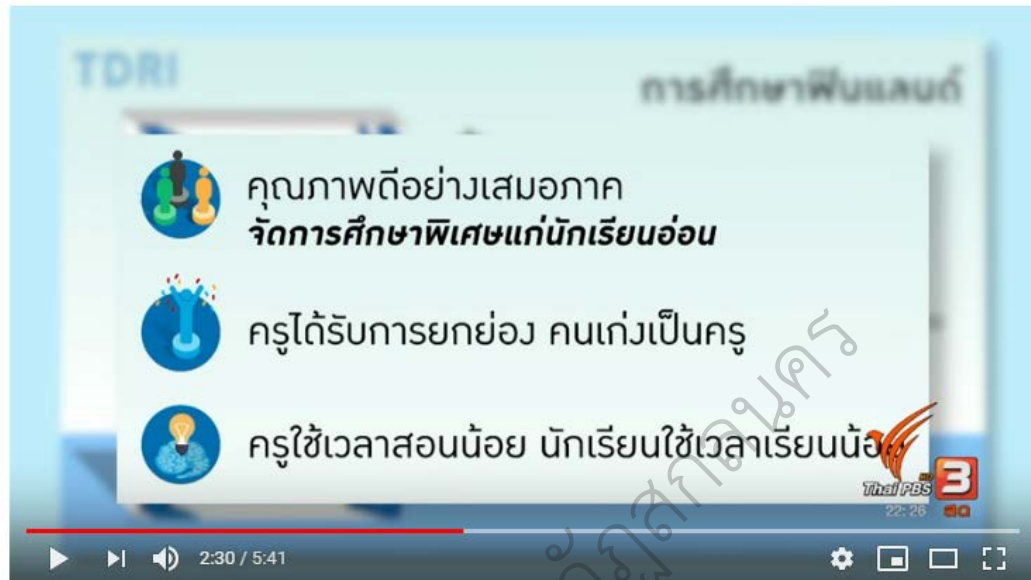 TDRI
การศึกษาฟินแลนด์
คุณภาพดีอย่างเสมอภาค
จัดการศึกษาพิเศษแก่นักเรียนอ่อน
ครูได้รับการยกย่อง คนเก่งเป็นครู
ครูใช้เวลาสอนน้อย นักเรียนใช้เวลาเรียนน้อย
Thai PBS
HD
3
22:26
สด
2:30 / 5:41